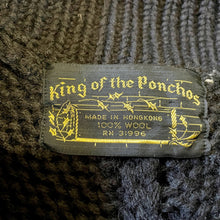 King of the Ponchos
MADE IN HONGKONG
100% WOOL
RN 31996